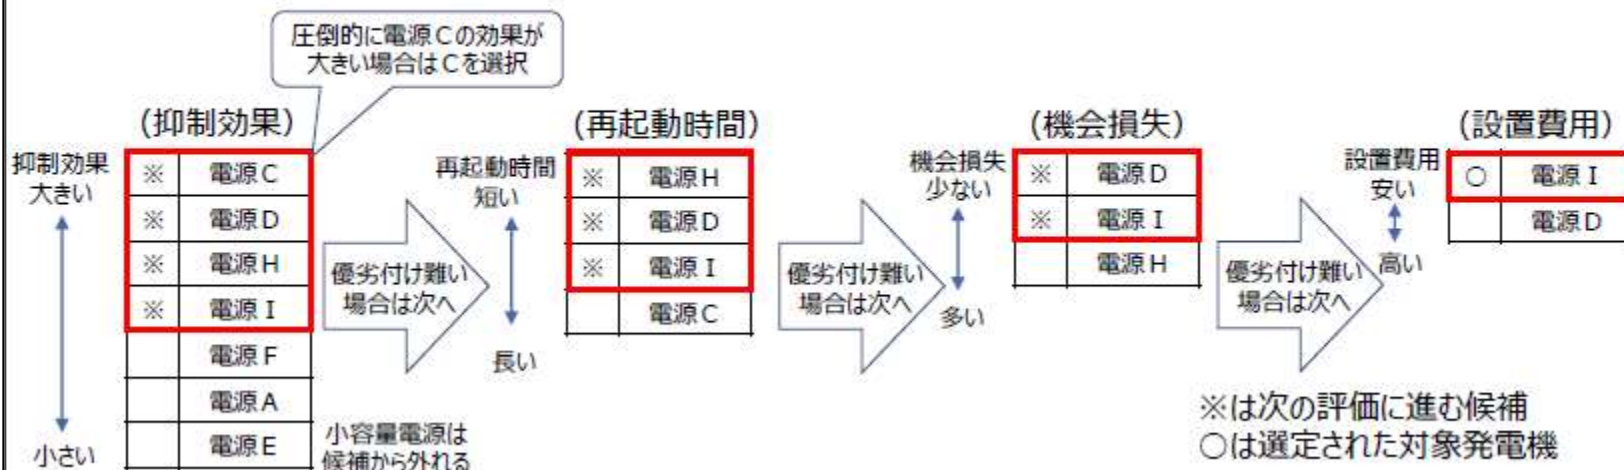 圧倒的に電源Cの効果が
大きい場合はCを選択
(抑制効果)
抑制効果
大きい
小さい
※ 電源C
※ 電源D
※ 電源H
※ 電源I
電源F
電源A
電源E
小容量電源は
候補から外れる
優劣付け難い
場合は次へ
(再起動時間)
再起動時間
短い
長い
※ 電源H
※ 電源D
※ 電源I
電源C
優劣付け難い
場合は次へ
(機会損失)
機会損失
少ない
多い
※ 電源D
※ 電源I
電源H
優劣付け難い
場合は次へ
(設置費用)
設置費用
安い
高い
○ 電源I
電源D
※は次の評価に進む候補
○は選定された対象発電機